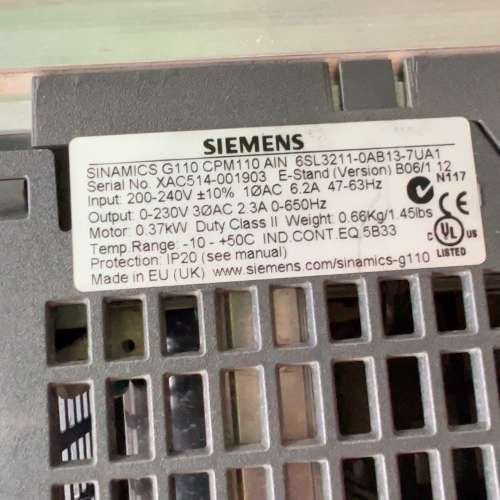 SIEMENS
SINAMICS G110 CPM110 AIN 6SL3211-0AB13-7UA1
Serial No. XAC514-001903 E-Stand (Version) B06/1.12
Input: 200-240V ±10% 1ØAC 6.2A 47-63Hz
Output: 0-230V 3ØAC 2.3A 0-650Hz
Motor: 0.37kW Duty Class II Weight: 0.66Kg/1.45lbs
Temp.Range: -10 - +50C IND.CONT.EQ 5B33
Protection: IP20 (see manual)
Made in EU (UK) www.siemens.com/sinamics-g110
N117
C UL US
LISTED